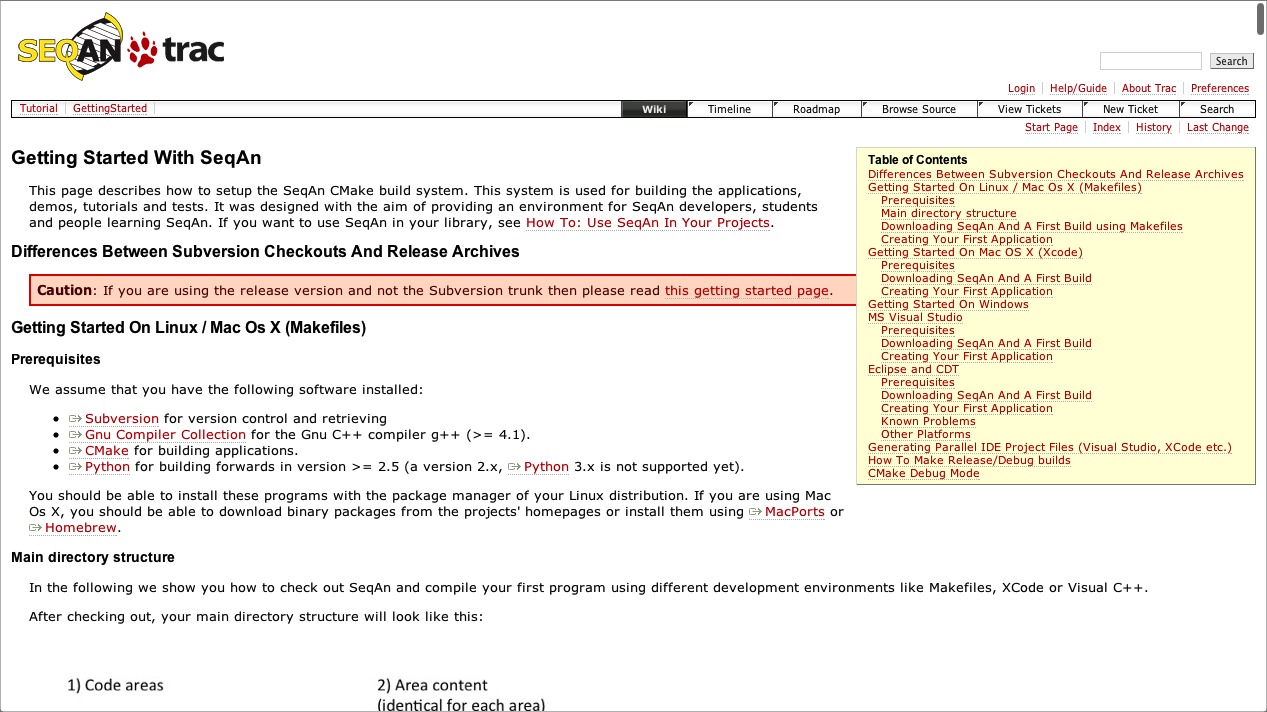 SEQAN trac
Search
Login Help/Guide About Trac Preferences
Tutorial GettingStarted Wiki Timeline Roadmap Browse Source View Tickets New Ticket Search
Start Page Index History Last Change
Getting Started With SeqAn
This page describes how to setup the SeqAn CMake build system. This system is used for building the applications,
demos, tutorials and tests. It was designed with the aim of providing an environment for SeqAn developers, students
and people learning SeqAn. If you want to use SeqAn in your library, see How To: Use SeqAn In Your Projects.
Differences Between Subversion Checkouts And Release Archives
Caution: If you are using the release version and not the Subversion trunk then please read this getting started page.
Getting Started On Linux / Mac Os X (Makefiles)
Prerequisites
We assume that you have the following software installed:
• Subversion for version control and retrieving
• Gnu Compiler Collection for the Gnu C++ compiler g++ (>= 4.1).
• CMake for building applications.
• Python for building forwards in version >= 2.5 (a version 2.x, Python 3.x is not supported yet).
You should be able to install these programs with the package manager of your Linux distribution. If you are using Mac
Os X, you should be able to download binary packages from the projects' homepages or install them using MacPorts or
Homebrew.
Main directory structure
In the following we show you how to check out SeqAn and compile your first program using different development environments like Makefiles, XCode or Visual C++.
After checking out, your main directory structure will look like this:
1) Code areas
2) Area content
(identical for each area)
Table of Contents
Differences Between Subversion Checkouts And Release Archives
Getting Started On Linux / Mac Os X (Makefiles)
Prerequisites
Main directory structure
Downloading SeqAn And A First Build using Makefiles
Creating Your First Application
Getting Started On Mac OS X (Xcode)
Prerequisites
Downloading SeqAn And A First Build
Creating Your First Application
Getting Started On Windows
MS Visual Studio
Prerequisites
Downloading SeqAn And A First Build
Creating Your First Application
Eclipse and CDT
Prerequisites
Downloading SeqAn And A First Build
Creating Your First Application
Known Problems
Other Platforms
Generating Parallel IDE Project Files (Visual Studio, XCode etc.)
How To Make Release/Debug builds
CMake Debug Mode